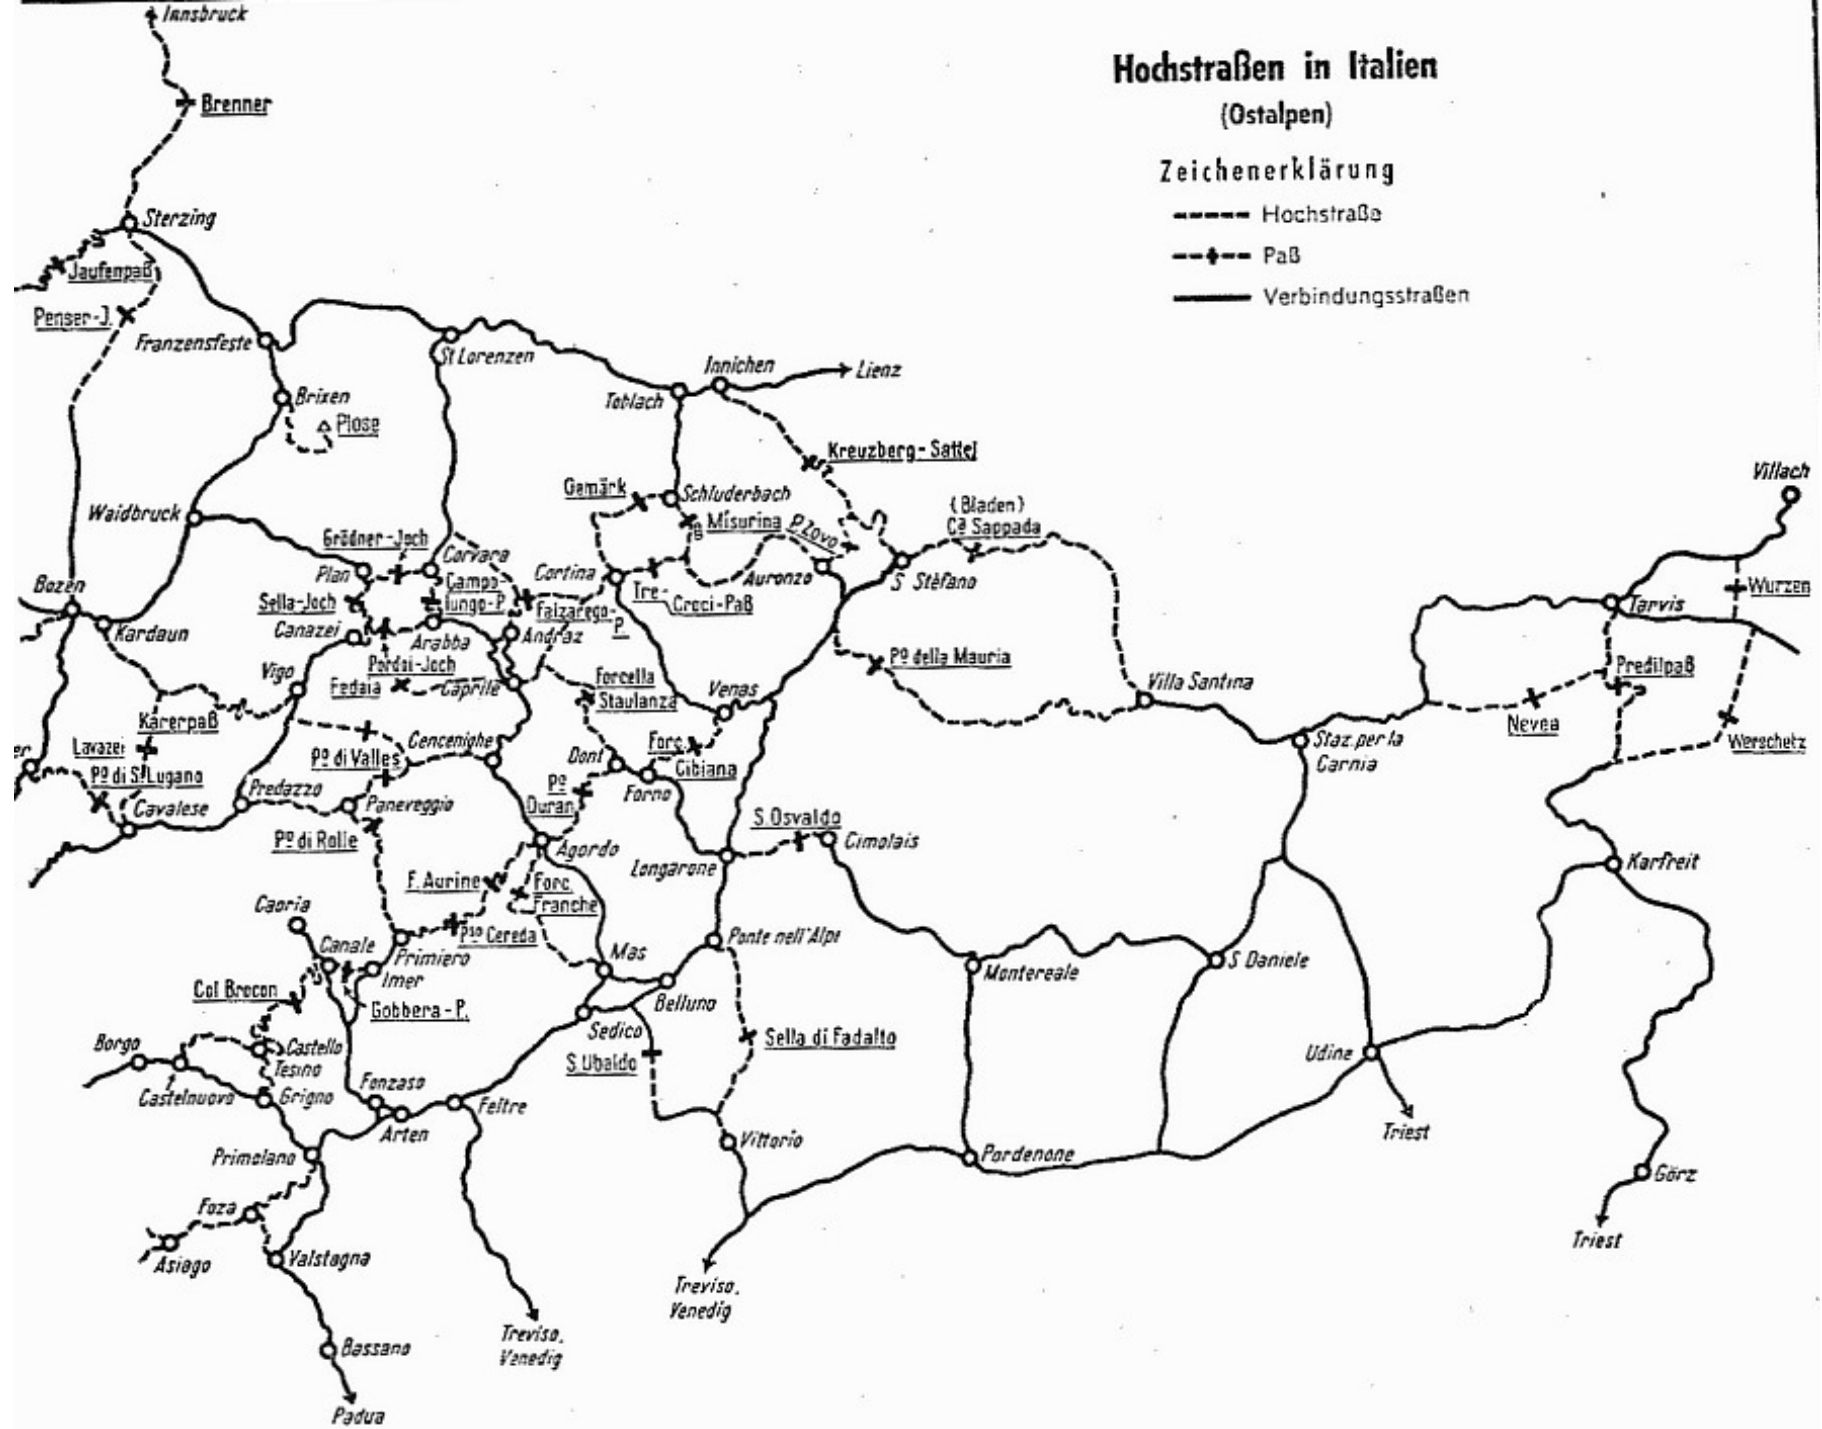 Innsbruck
Hochstraßen in Italien
(Ostalpen)
Brenner
Zeichenerklärung
Hochstraße
Paß
Verbindungsstraßen
Sterzing
Jaufenpaß
Penser-J.
Franzensfeste
St Lorenzen
Innichen
Lienz
Toblach
Brixen
Plose
Kreuzberg-Sattel
Villach
Gemärk
Schluderbach
Waidbruck
Misurina
P. Zovo
(Bladen)
Cª Sappada
Grödner-Joch
Corvara
Plan
Cortina
Auronzo
S. Stèfano
Bozen
Campo-
lungo-P.
Sella-Joch
Falzarego-
P.
Tre-
Croci-Paß
Wurzen
Tarvis
Kardaun
Canazei
Arabba
Andraz
Pordoi-Joch
Pº della Mauria
Predilpaß
Vigo
Fedaia
Caprile
Forcella
Staulanza
Venas
Villa Santina
Karerpaß
Nevea
Werschetz
Lavazei
Cencenighe
Pº di Valles
Dont
Forc.
Cibiana
Staz. per la
Carnia
er
Pº di S. Lugano
Predazzo
Paneveggio
Pº
Duran
Forno
Cavalese
Pº di Rolle
Agordo
S. Osvaldo
Cimolais
Longarone
Karfreit
F. Aurine
Forc.
Franche
Caoria
Canale
Primiero
Psº Cereda
Ponte nell' Alpi
Imer
Mas
Montereale
S. Daniele
Col Brocon
Gobbera-P.
Belluno
Sedico
Sella di Fadalto
Borgo
Castello
Tesino
S. Ubaldo
Udine
Castelnuovo
Grigno
Fonzaso
Feltre
Arten
Vittorio
Triest
Primolano
Pordenone
Görz
Foza
Asiago
Valstagna
Triest
Treviso,
Venedig
Treviso,
Venedig
Bassano
Padua